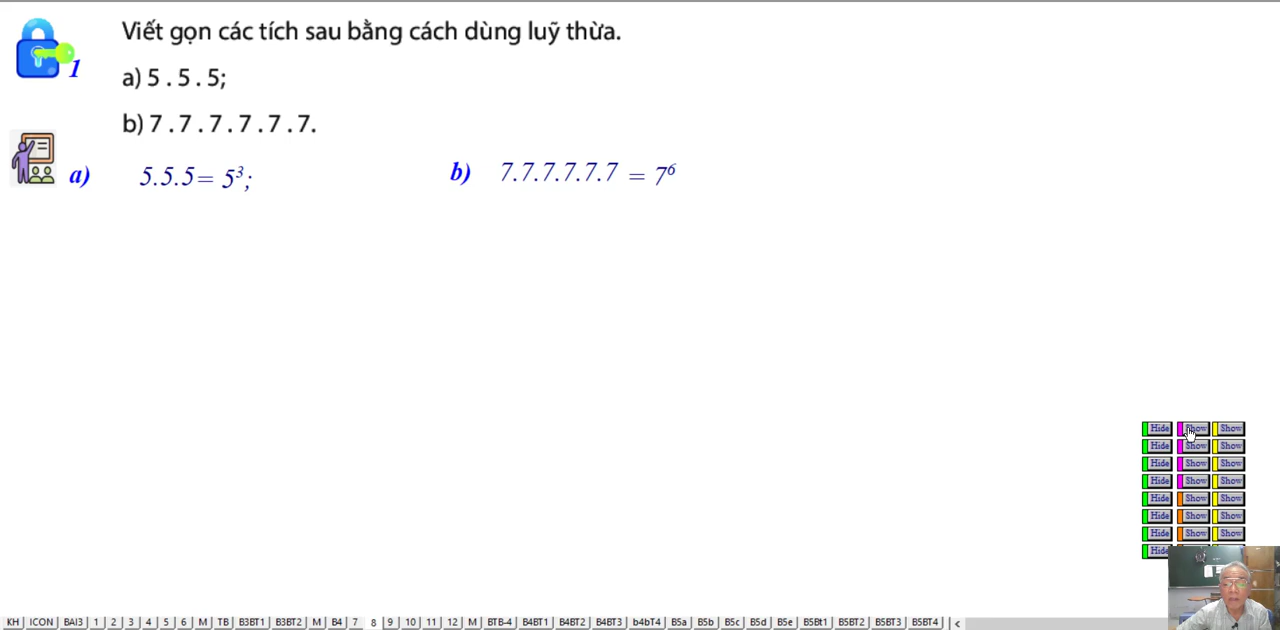 Viết gọn các tích sau bằng cách dùng luỹ thừa.
1
a) 5 . 5 . 5;
b) 7 . 7 . 7 . 7 . 7 . 7.
a) 5.5.5 = 5³; b) 7.7.7.7.7.7 = 7⁶
Hide Show Show
Hide Show Show
Hide Show Show
Hide Show Show
Hide Show Show
Hide Show Show
Hide Show Show
Hide
KH ICON BAI3 1 2 3 4 5 6 M TB B3BT1 B3BT2 M B4 7 8 9 10 11 12 M BTB-4 B4BT1 B4BT2 B4BT3 b4bT4 B5a B5b B5c B5d B5e B5Bt1 B5BT2 B5BT3 B5BT4 <